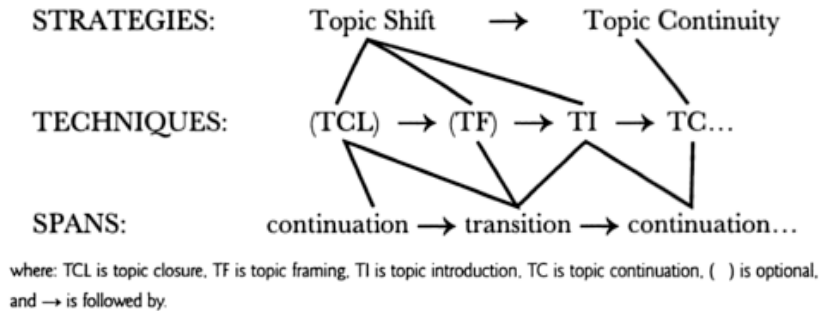 STRATEGIES: Topic Shift → Topic Continuity
TECHNIQUES: (TCL) → (TF) → TI → TC...
SPANS: continuation → transition → continuation...
where: TCL is topic closure, TF is topic framing, TI is topic introduction, TC is topic continuation, ( ) is optional,
and → is followed by.